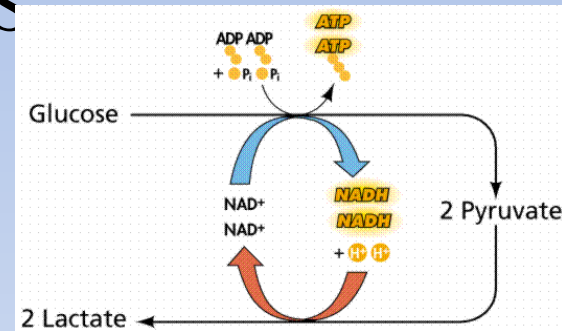 ATP
ADP ADP ATP
+ Pi Pi
Glucose
NAD+ NADH
NAD+ NADH
2 Pyruvate
+ H+ H+
2 Lactate